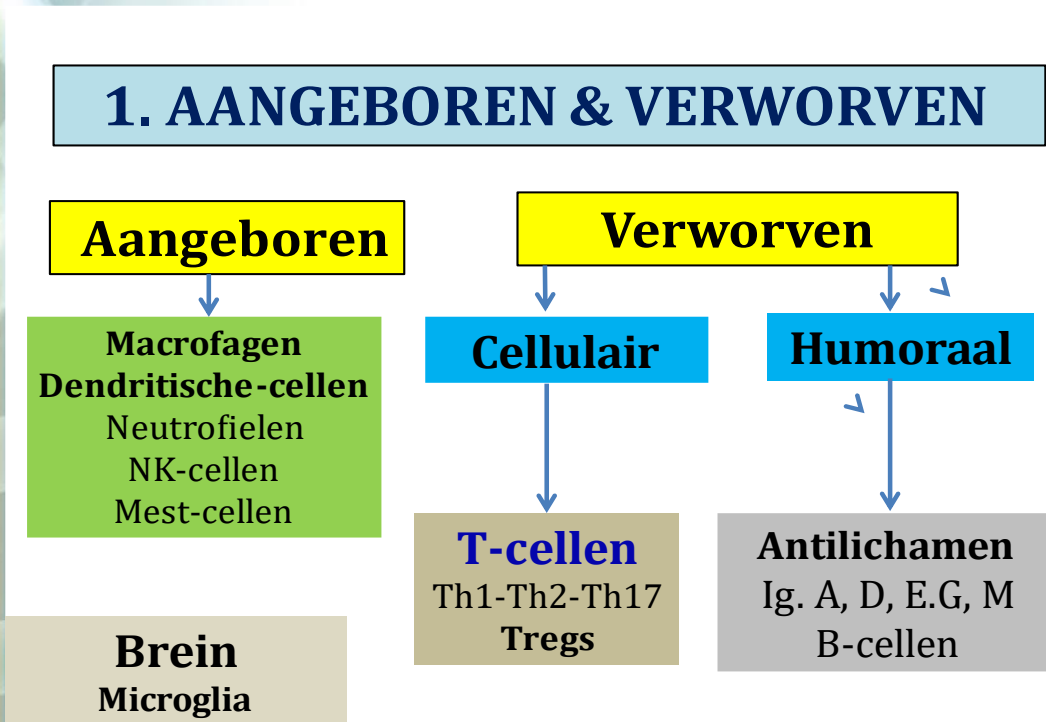 1. AANGEBOREN & VERWORVEN
Aangeboren
Macrofagen
Dendritische-cellen
Neutrofielen
NK-cellen
Mest-cellen
Brein
Microglia
Verworven
Cellulair
T-cellen
Th1-Th2-Th17
Tregs
Humoraal
Antilichamen
Ig. A, D, E.G, M
B-cellen